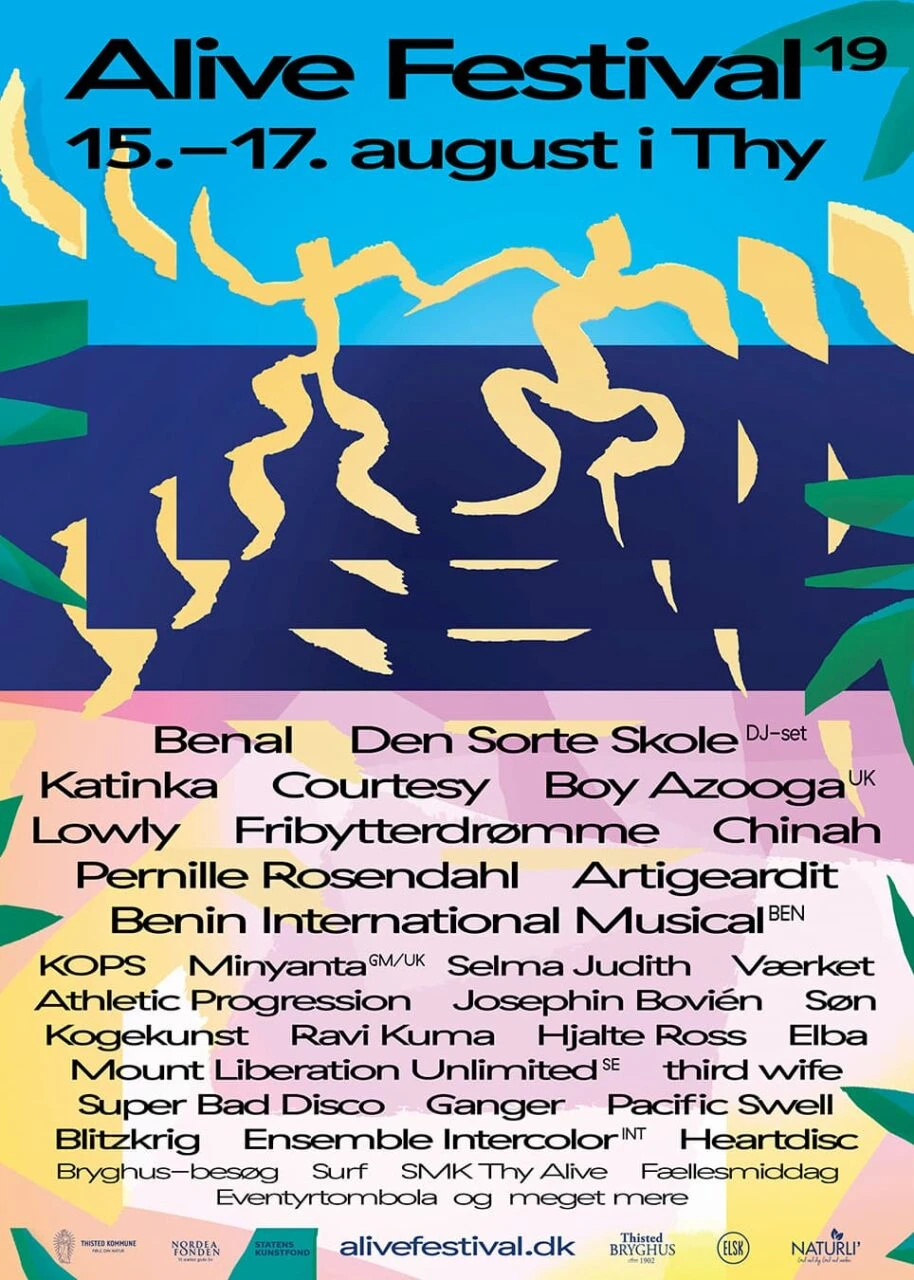 Alive Festival 19
15.–17. august i Thy
Benal Den Sorte Skole DJ-set
Katinka Courtesy Boy Azooga UK
Lowly Fribytterdrømme Chinah
Pernille Rosendahl Artigeardit
Benin International Musical BEN
KOPS Minyanta GM/UK Selma Judith Værket
Athletic Progression Josephin Bovién Søn
Kogekunst Ravi Kuma Hjalte Ross Elba
Mount Liberation Unlimited SE third wife
Super Bad Disco Ganger Pacific Swell
Blitzkrig Ensemble Intercolor INT Heartdisc
Bryghus-besøg Surf SMK Thy Alive Fællesmiddag
Eventyrtombola og meget mere
THISTED KOMMUNE
NORDEA
FONDEN
STATENS
KUNSTFOND
alivefestival.dk
Thisted
BRYGHUS
1902
ELSK
NATURLI'